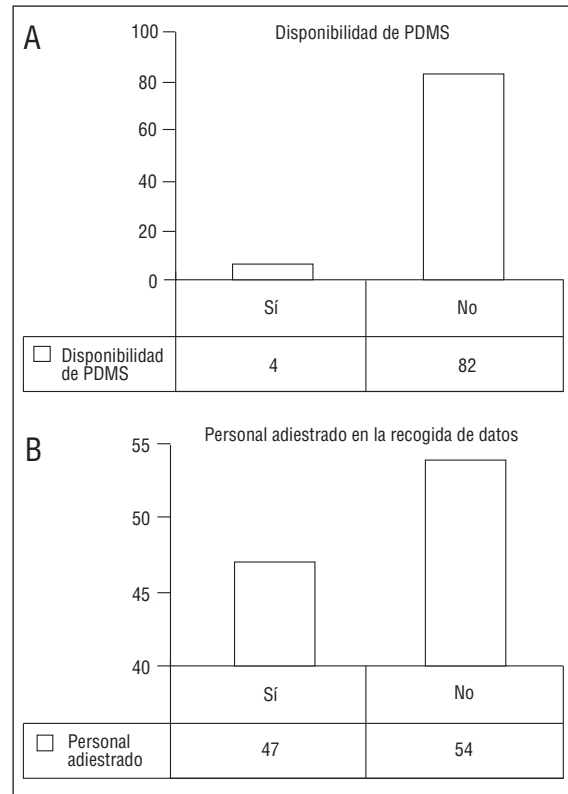 A
Disponibilidad de PDMS
100
80
60
40
20
0
Sí
No
Disponibilidad
de PDMS
4
82
B
Personal adiestrado en la recogida de datos
55
50
45
40
Sí
No
Personal
adiestrado
47
54